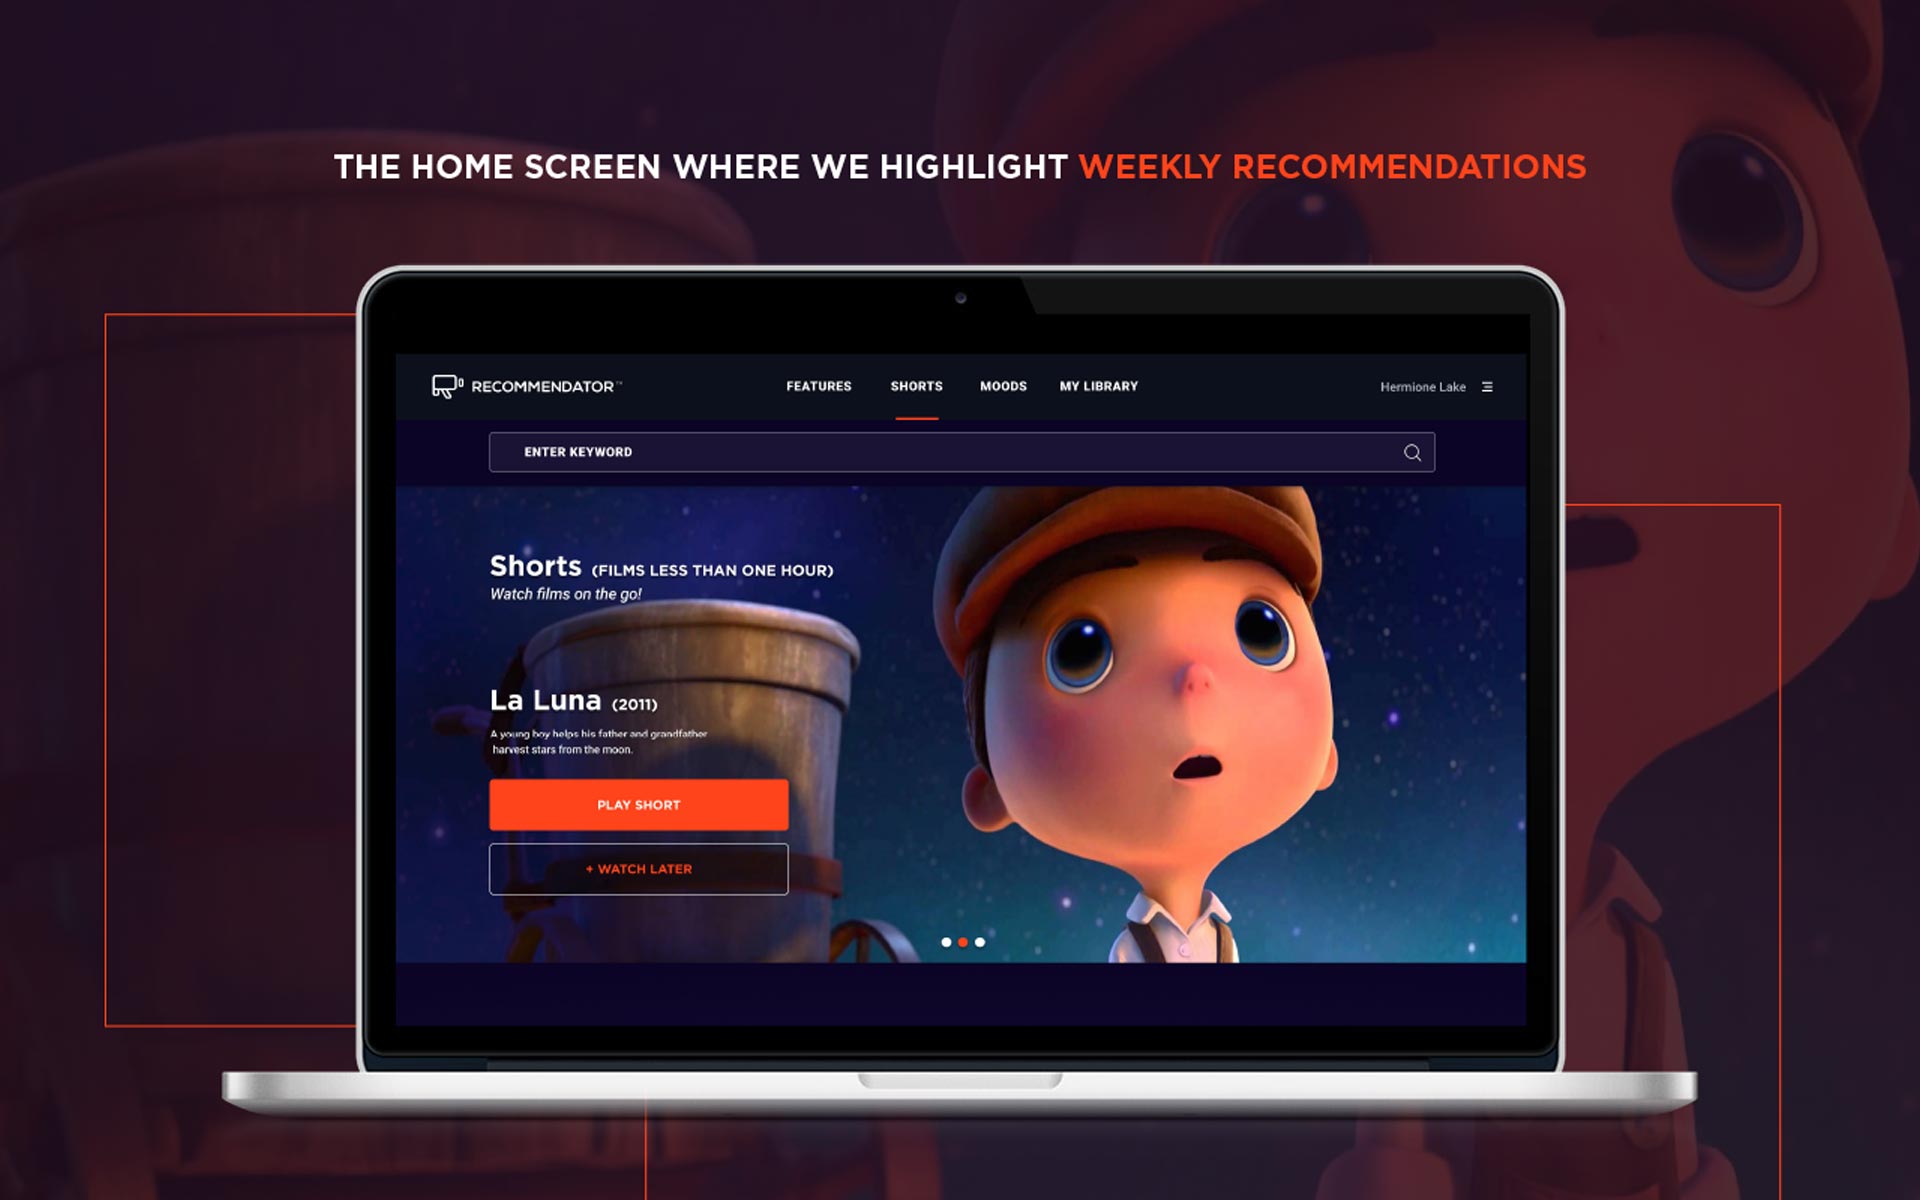 THE HOME SCREEN WHERE WE HIGHLIGHT WEEKLY RECOMMENDATIONS
RECOMMENDATOR™
FEATURES SHORTS MOODS MY LIBRARY
Hermione Lake
ENTER KEYWORD
Shorts (FILMS LESS THAN ONE HOUR)
Watch films on the go!
La Luna (2011)
A young boy helps his father and grandfather
harvest stars from the moon.
PLAY SHORT
+ WATCH LATER